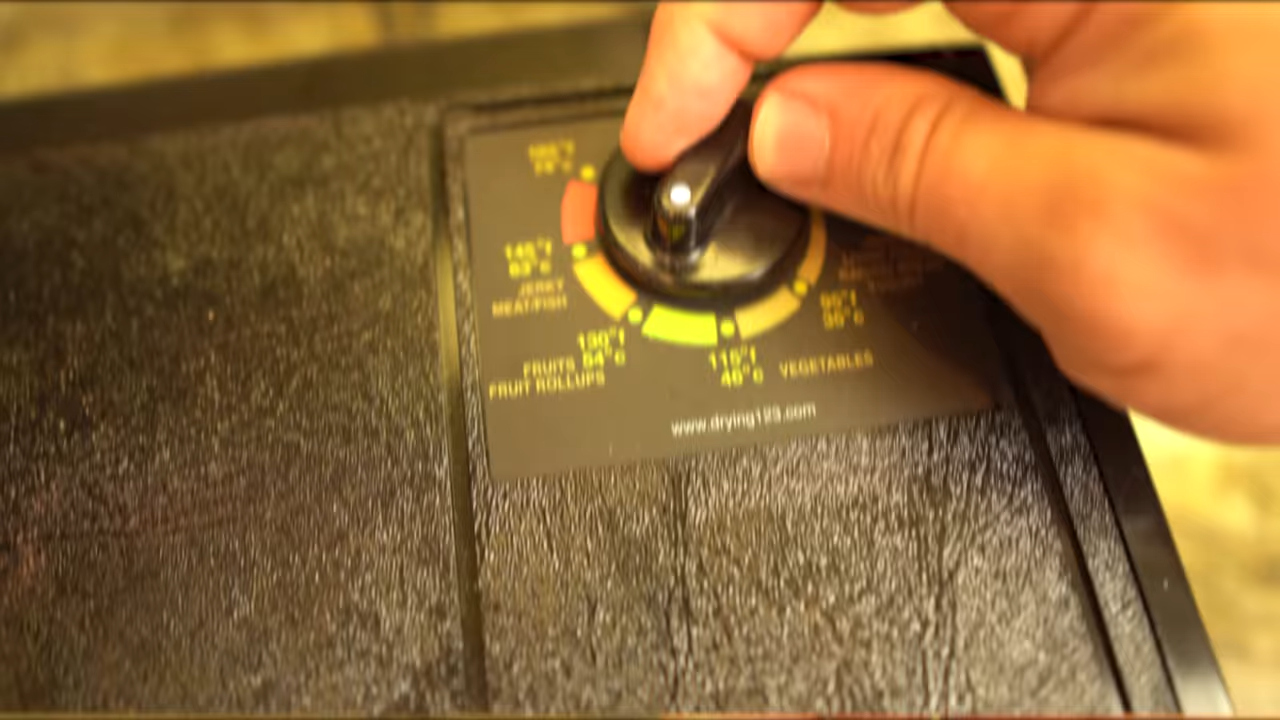 145°f
63°c
JERKY
MEAT/FISH
130°f
54°c
FRUITS
FRUIT ROLLUPS
115°f
46°c
VEGETABLES
95°f
35°c
www.drying123.com